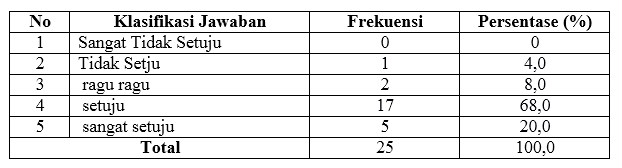 No Klasifikasi Jawaban Frekuensi Persentase (%)
1 Sangat Tidak Setuju 0 0
2 Tidak Setju 1 4,0
3 ragu ragu 2 8,0
4 setuju 17 68,0
5 sangat setuju 5 20,0
Total 25 100,0